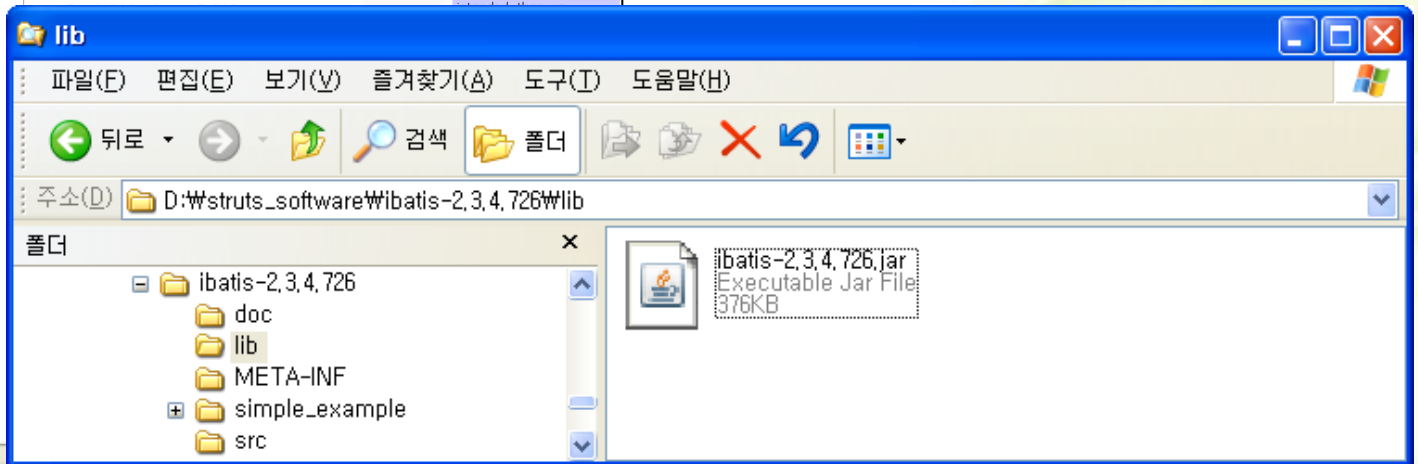 lib
파일(F) 편집(E) 보기(V) 즐겨찾기(A) 도구(T) 도움말(H)
뒤로 검색 폴더
주소(D) D:₩struts_software₩ibatis-2,3,4,726₩lib
폴더 ×
ibatis-2,3,4,726
doc
lib
META-INF
simple_example
src
ibatis-2,3,4,726,jar
Executable Jar File
376KB